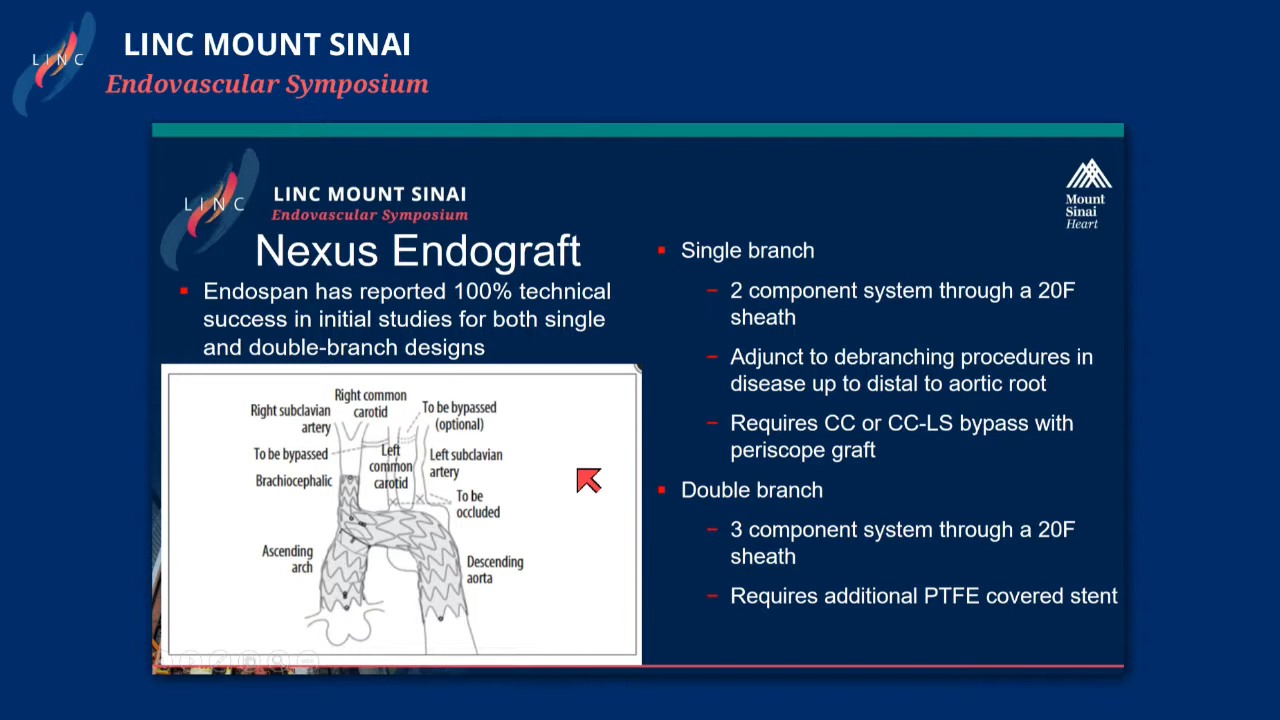 LINC
LINC MOUNT SINAI
Endovascular Symposium
LINC
LINC MOUNT SINAI
Endovascular Symposium
Mount
Sinai
Heart
Nexus Endograft
Endospan has reported 100% technical
success in initial studies for both single
and double-branch designs
Right common
carotid
Right subclavian
artery
To be bypassed
(optional)
To be bypassed
Left
common
carotid
Left subclavian
artery
Brachiocephalic
To be
occluded
Ascending
arch
Descending
aorta
Single branch
2 component system through a 20F
sheath
Adjunct to debranching procedures in
disease up to distal to aortic root
Requires CC or CC-LS bypass with
periscope graft
Double branch
3 component system through a 20F
sheath
Requires additional PTFE covered stent